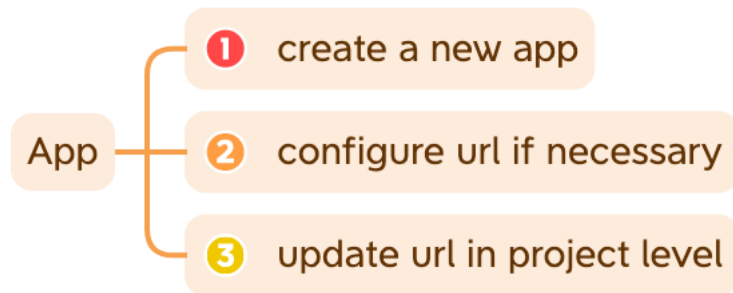 App
1 create a new app
2 configure url if necessary
3 update url in project level